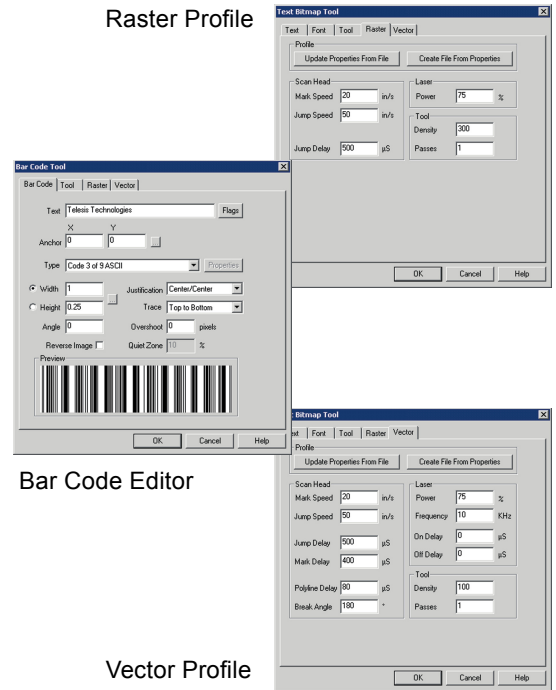 Raster Profile
Text Bitmap Tool
Text Font Tool Raster Vector
Profile
Update Properties From File Create File From Properties
Scan Head Laser
Mark Speed 20 in/s Power 75 %
Jump Speed 50 in/s Tool
Density 300
Jump Delay 500 µS Passes 1
OK Cancel Help
Bar Code Tool
Bar Code Tool Raster Vector
Text Telesis Technologies Flags
X Y
Anchor 0 0 ...
Type Code 3 of 9 ASCII Properties
Width 1 Justification Center/Center
Height 0.25 ... Trace Top to Bottom
Angle 0 Overshoot 0 pixels
Reverse Image Quiet Zone 10 %
Preview
OK Cancel Help
Bar Code Editor
Bitmap Tool
Font Tool Raster Vector
Profile
Update Properties From File Create File From Properties
Scan Head Laser
Mark Speed 20 in/s Power 75 %
Jump Speed 50 in/s Frequency 10 KHz
Jump Delay 500 µS On Delay 0 µS
Mark Delay 400 µS Off Delay 0 µS
Tool
Polyline Delay 80 µS Density 100
Break Angle 180 ° Passes 1
OK Cancel Help
Vector Profile